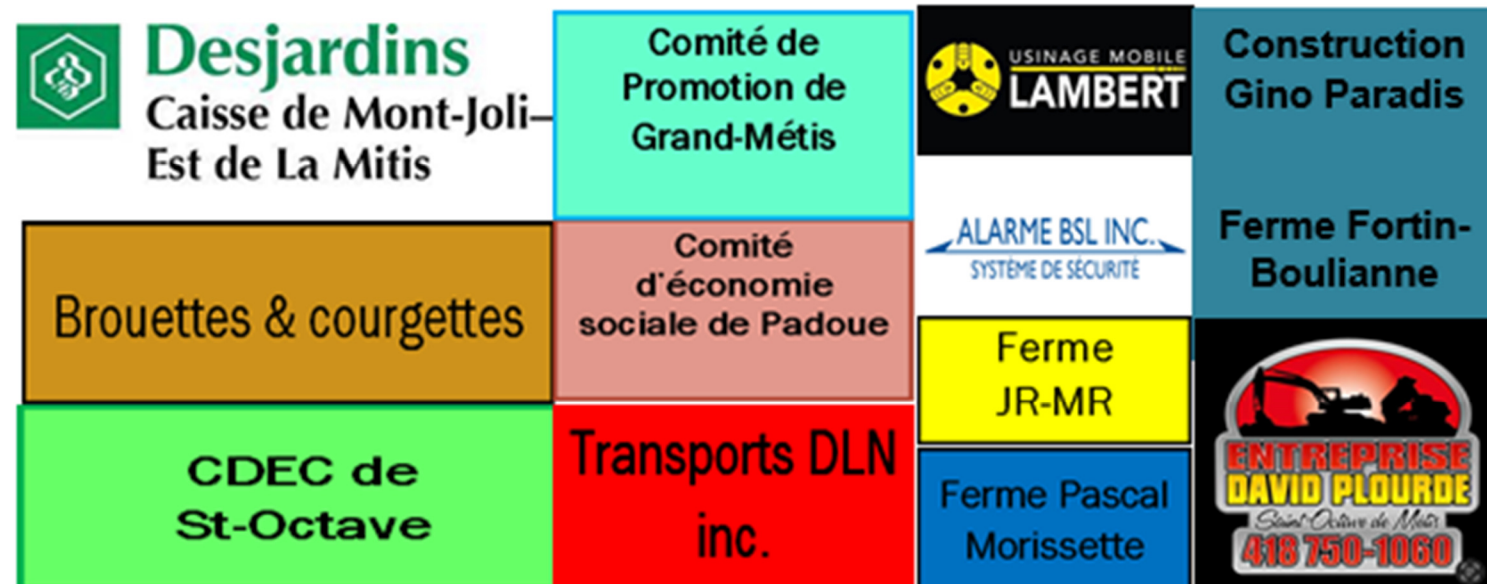 Desjardins
Caisse de Mont-Joli–
Est de La Mitis
Comité de
Promotion de
Grand-Métis
USINAGE MOBILE
LAMBERT
Construction
Gino Paradis
Brouettes & courgettes
Comité
d'économie
sociale de Padoue
ALARME BSL INC.
SYSTÈME DE SÉCURITÉ
Ferme Fortin-
Boulianne
CDEC de
St-Octave
Transports DLN
inc.
Ferme
JR-MR
Ferme Pascal
Morissette
ENTREPRISE
DAVID PLOURDE
Saint-Octave de Métis
418 750-1060